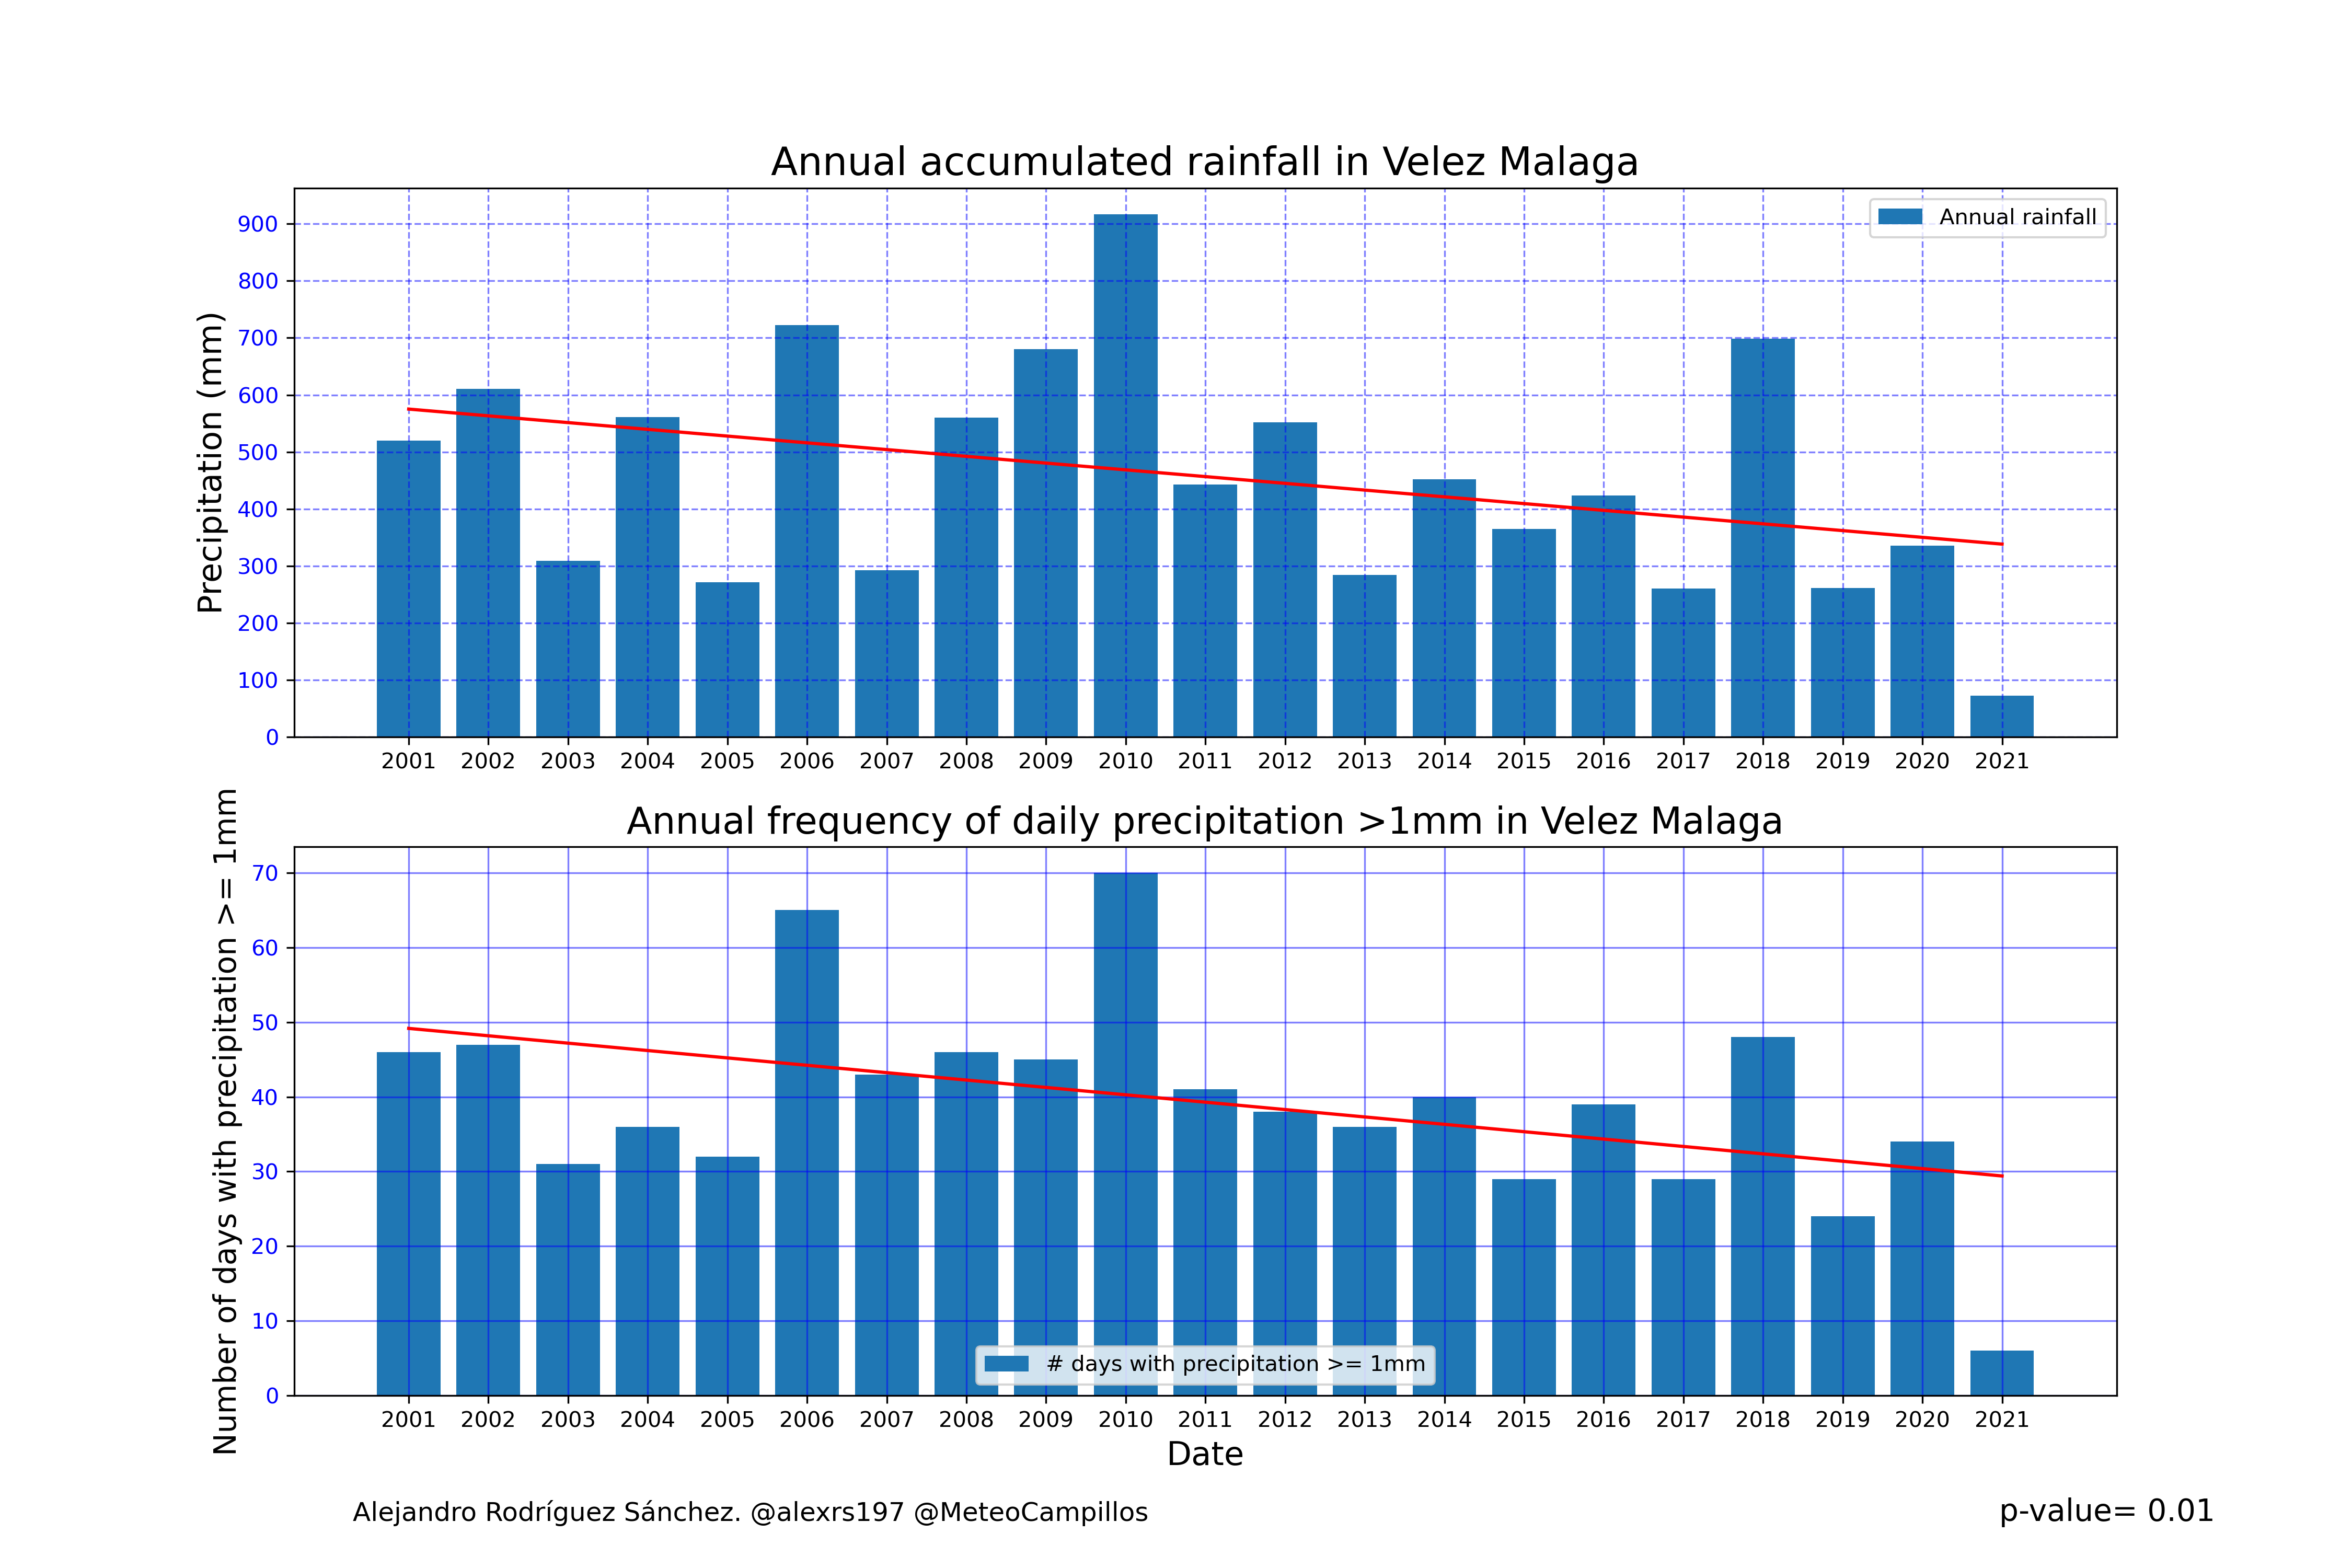 Annual accumulated rainfall in Velez Malaga
Precipitation (mm)
900
800
700
600
500
400
300
200
100
0
Annual rainfall
2001 2002 2003 2004 2005 2006 2007 2008 2009 2010 2011 2012 2013 2014 2015 2016 2017 2018 2019 2020 2021
Annual frequency of daily precipitation >1mm in Velez Malaga
Number of days with precipitation >= 1mm
70
60
50
40
30
20
10
0
# days with precipitation >= 1mm
2001 2002 2003 2004 2005 2006 2007 2008 2009 2010 2011 2012 2013 2014 2015 2016 2017 2018 2019 2020 2021
Date
Alejandro Rodríguez Sánchez. @alexrs197 @MeteoCampillos
p-value= 0.01